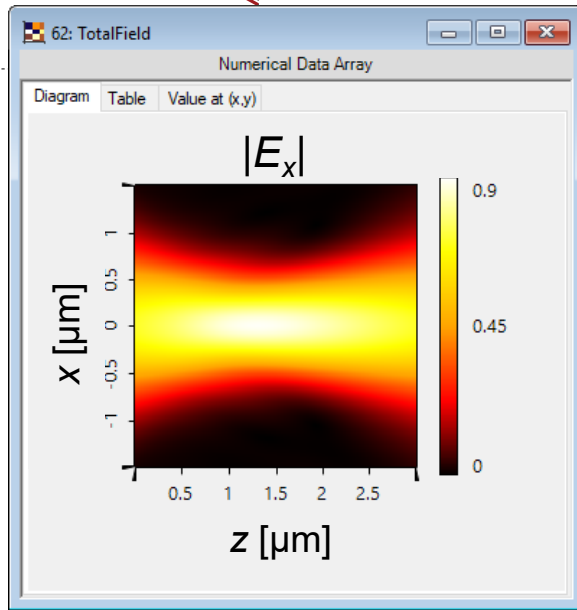 62: TotalField
Numerical Data Array
Diagram Table Value at (x,y)
|Eₓ|
1
0.5
0
-0.5
-1
x [µm]
0.5 1 1.5 2 2.5
z [µm]
0.9
0.45
0